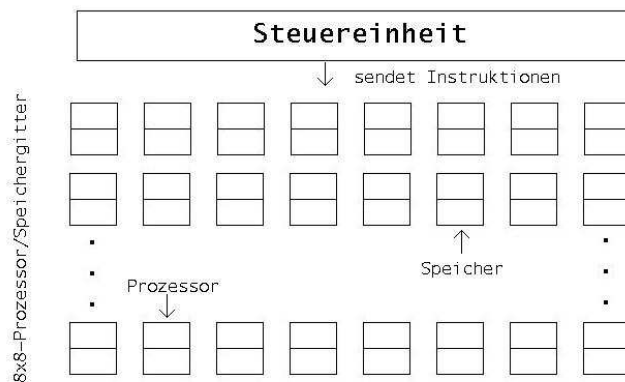 Steuereinheit
sendet Instruktionen
8x8-Prozessor/Speichergitter
Speicher
Prozessor